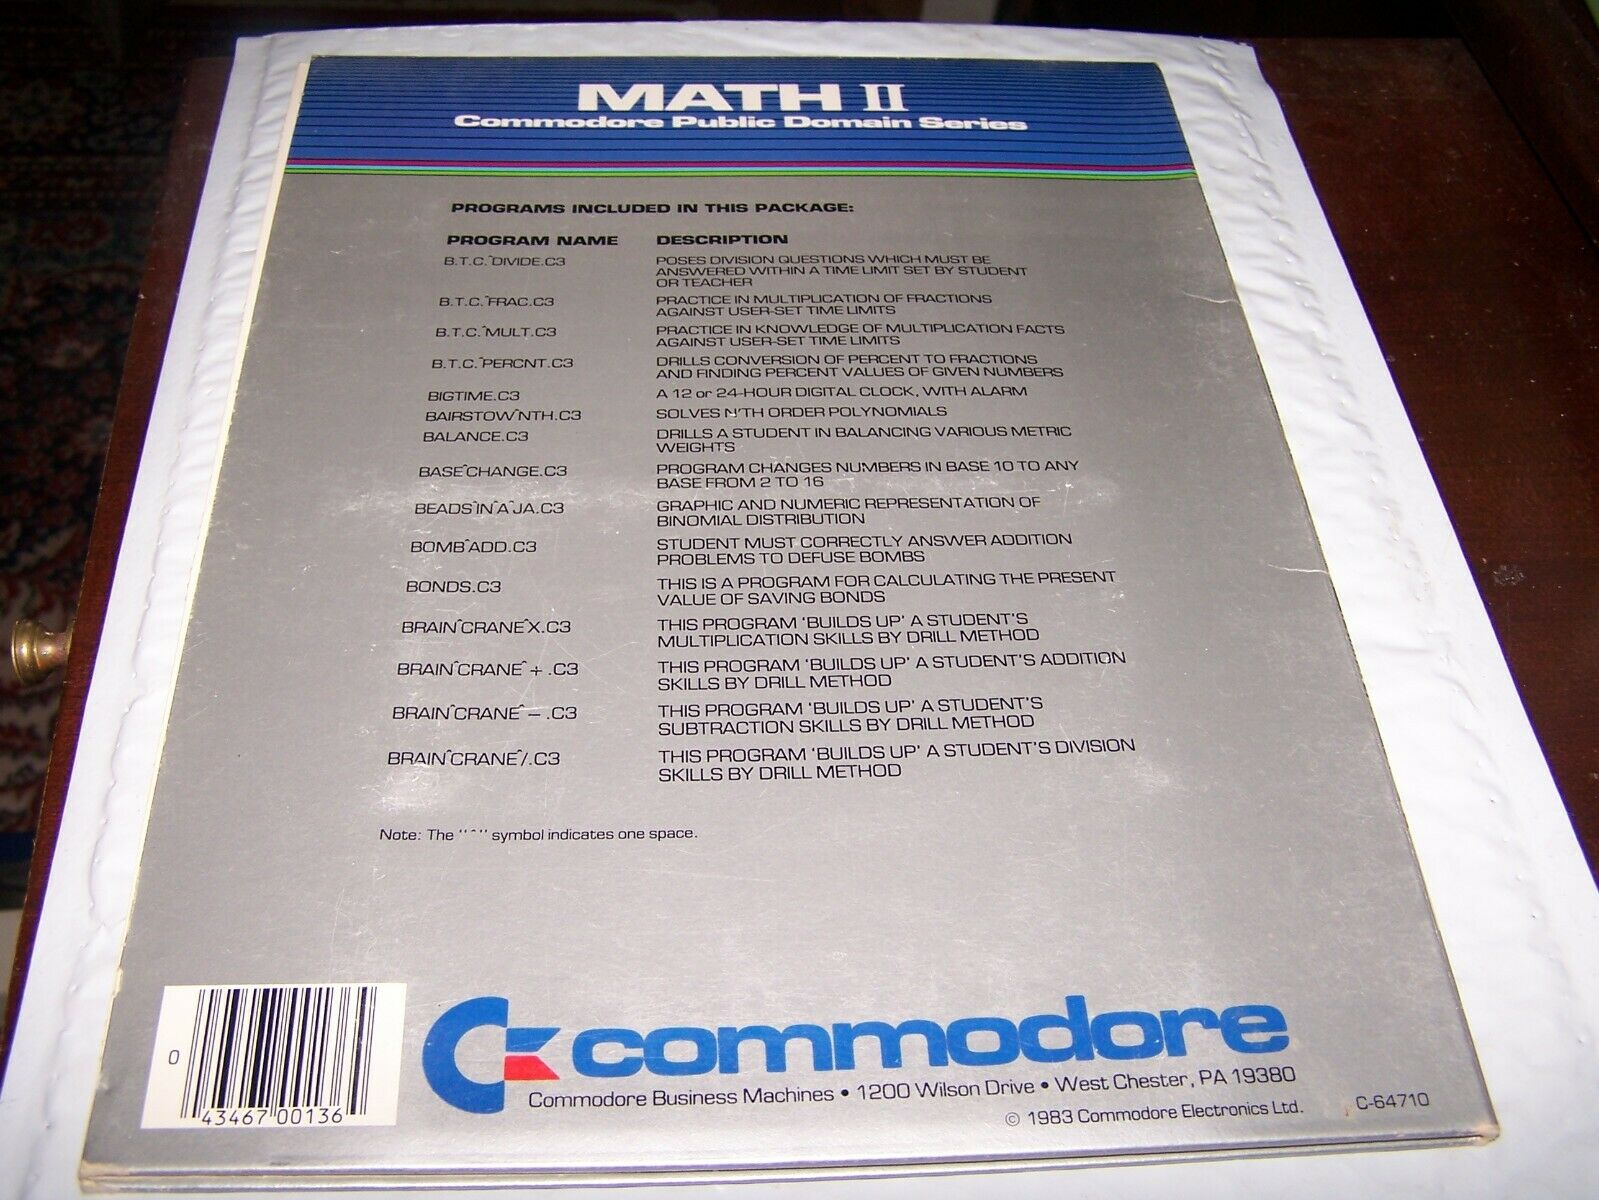 MATH II
Commodore Public Domain Series
PROGRAMS INCLUDED IN THIS PACKAGE:
PROGRAM NAME DESCRIPTION
B.T.C.^DIVIDE.C3 POSES DIVISION QUESTIONS WHICH MUST BE
ANSWERED WITHIN A TIME LIMIT SET BY STUDENT
OR TEACHER
B.T.C.^FRAC.C3 PRACTICE IN MULTIPLICATION OF FRACTIONS
AGAINST USER-SET TIME LIMITS
B.T.C.^MULT.C3 PRACTICE IN KNOWLEDGE OF MULTIPLICATION FACTS
AGAINST USER-SET TIME LIMITS
B.T.C.^PERCNT.C3 DRILLS CONVERSION OF PERCENT TO FRACTIONS
AND FINDING PERCENT VALUES OF GIVEN NUMBERS
BIGTIME.C3 A 12 or 24-HOUR DIGITAL CLOCK, WITH ALARM
BAIRSTOW^NTH.C3 SOLVES N'TH ORDER POLYNOMIALS
BALANCE.C3 DRILLS A STUDENT IN BALANCING VARIOUS METRIC
WEIGHTS
BASE^CHANGE.C3 PROGRAM CHANGES NUMBERS IN BASE 10 TO ANY
BASE FROM 2 TO 16
BEADS^IN^A^JA.C3 GRAPHIC AND NUMERIC REPRESENTATION OF
BINOMIAL DISTRIBUTION
BOMB^ADD.C3 STUDENT MUST CORRECTLY ANSWER ADDITION
PROBLEMS TO DEFUSE BOMBS
BONDS.C3 THIS IS A PROGRAM FOR CALCULATING THE PRESENT
VALUE OF SAVING BONDS
BRAIN^CRANE^X.C3 THIS PROGRAM 'BUILDS UP' A STUDENT'S
MULTIPLICATION SKILLS BY DRILL METHOD
BRAIN^CRANE^+.C3 THIS PROGRAM 'BUILDS UP' A STUDENT'S ADDITION
SKILLS BY DRILL METHOD
BRAIN^CRANE^–.C3 THIS PROGRAM 'BUILDS UP' A STUDENT'S
SUBTRACTION SKILLS BY DRILL METHOD
BRAIN^CRANE^/.C3 THIS PROGRAM 'BUILDS UP' A STUDENT'S DIVISION
SKILLS BY DRILL METHOD
Note: The "^" symbol indicates one space.
0 43467 00136
commodore
Commodore Business Machines • 1200 Wilson Drive • West Chester, PA 19380
© 1983 Commodore Electronics Ltd. C-64710